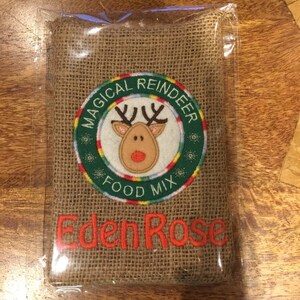 MAGICAL REINDEER
FOOD MIX
Eden Rose